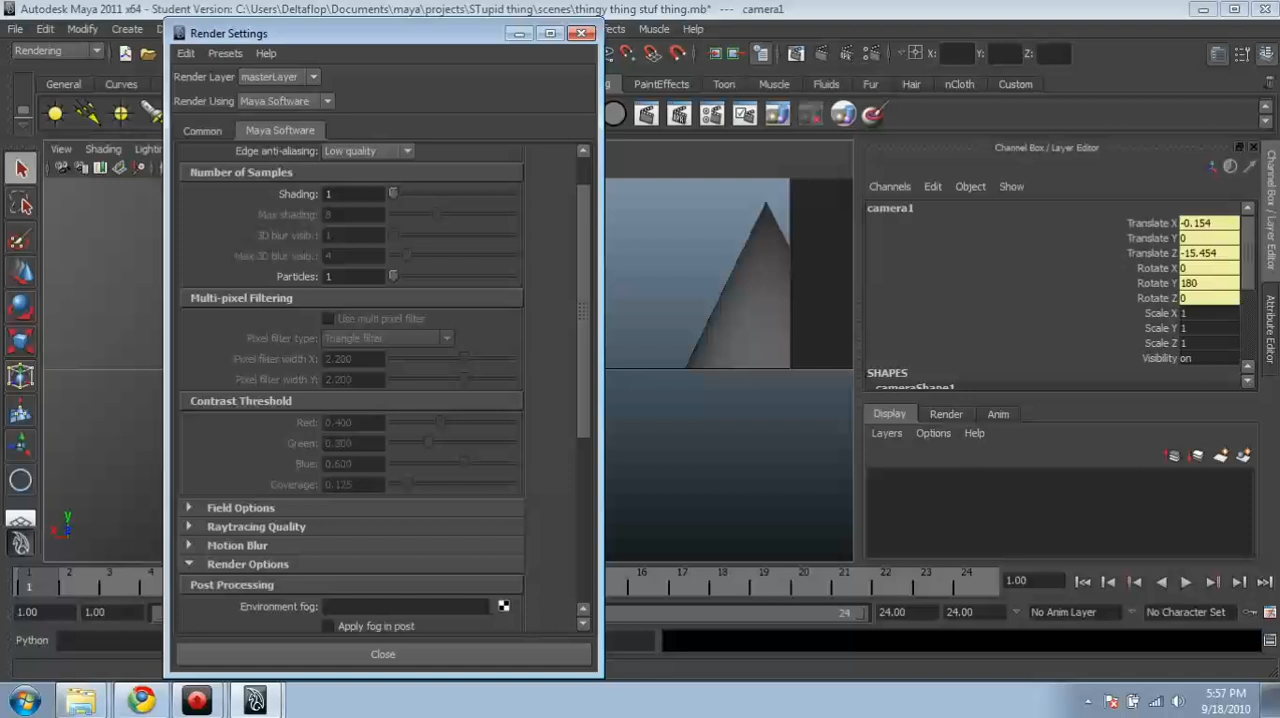 Autodesk Maya 2011 x64 - Student Version: C:\Users\Deltaflop\Documents\maya\projects\STupid thing\scenes\thingy thing stuf thing.mb* --- camera1
File Edit Modify Create
Muscle Help
Render Settings
Edit Presets Help
Rendering
X: Y: Z:
Render Layer masterLayer
General Curves
PaintEffects Toon Muscle Fluids Fur Hair nCloth Custom
Render Using Maya Software
Common Maya Software
View Shading
Edge anti-aliasing: Low quality
Channel Box / Layer Editor
Number of Samples
Channels Edit Object Show
Shading: 1
camera1
Max shading: 8
Translate X -0.154
3D blur visib.: 1
Translate Y 0
Max 3D blur visib.: 4
Translate Z -15.454
Rotate X 0
Particles: 1
Rotate Y 180
Multi-pixel Filtering
Rotate Z 0
Scale X 1
Use multi pixel filter
Scale Y 1
Pixel filter type: Triangle filter
Scale Z 1
Pixel filter width X: 2.200
Visibility on
Pixel filter width Y: 2.200
SHAPES
cameraShape1
Contrast Threshold
Display Render Anim
Red: 0.400
Layers Options Help
Green: 0.300
Blue: 0.600
Coverage: 0.125
Field Options
Raytracing Quality
Motion Blur
Render Options
Post Processing
Environment fog:
Apply fog in post
Close
Channel Box / Layer Editor
Attribute Editor
y
x
1 2 3 4
16 17 18 19 20 21 22 23 24
1
1.00
1.00 1.00
24
24.00 24.00 No Anim Layer No Character Set
Python
5:57 PM
9/18/2010